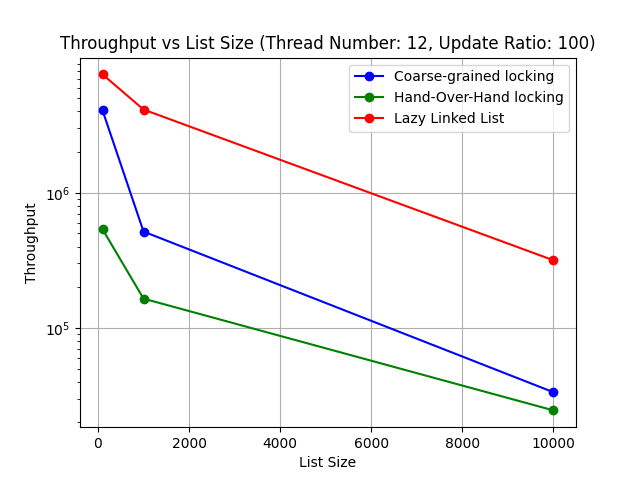 Throughput vs List Size (Thread Number: 12, Update Ratio: 100)
Coarse-grained locking
Hand-Over-Hand locking
Lazy Linked List
Throughput
10⁶
10⁵
0 2000 4000 6000 8000 10000
List Size